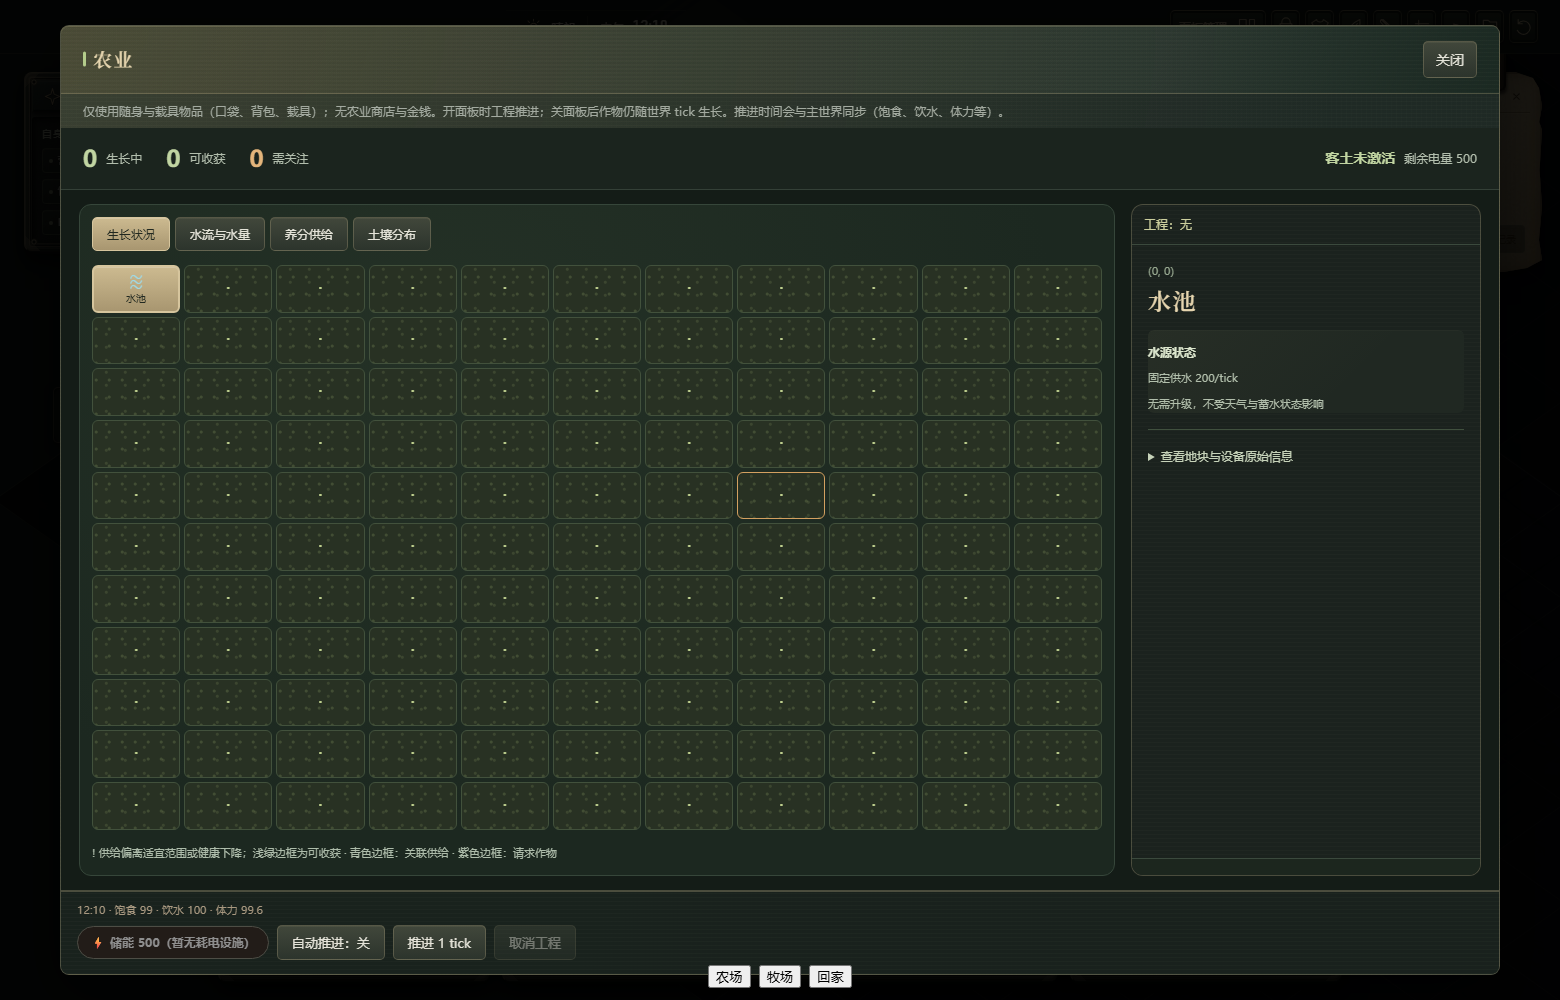 农业
关闭
仅使用随身与载具物品（口袋、背包、载具）；无农业商店与金钱。开面板时工程推进；关面板后作物仍随世界 tick 生长。推进时间会与主世界同步（饱食、饮水、体力等）。
0 生长中 0 可收获 0 需关注
客土未激活 剩余电量 500
生长状况 水流与水量 养分供给 土壤分布
水池
! 供给偏离适宜范围或健康下降；浅绿边框为可收获 · 青色边框：关联供给 · 紫色边框：请求作物
工程：无
(0, 0)
水池
水源状态
固定供水 200/tick
无需升级，不受天气与蓄水状态影响
▶ 查看地块与设备原始信息
12:10 · 饱食 99 · 饮水 100 · 体力 99.6
储能 500（暂无耗电设施） 自动推进：关 推进 1 tick 取消工程
农场 牧场 回家